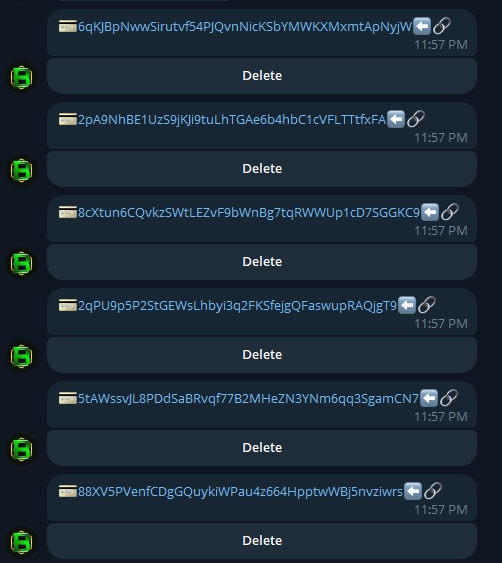 6qKJBpNwwSirutvf54PJQvnNicKSbYMWKXMxmtApNyjW
11:57 PM
Delete
2pA9NhBE1UzS9jKJi9tuLhTGAe6b4hbC1cVFLTTtfxFA
11:57 PM
Delete
8cXtun6CQvkzSWtLEZvF9bWnBg7tqRWWUp1cD7SGGKC9
11:57 PM
Delete
2qPU9p5P2StGEWsLhbyi3q2FKSfejgQFaswupRAQjgT9
11:57 PM
Delete
5tAWssvJL8PDdSaBRvqf77B2MHeZN3YNm6qq3SgamCN7
11:57 PM
Delete
88XV5PVenfCDgGQuykiWPau4z664HpptwWBj5nvziwrs
11:57 PM
Delete